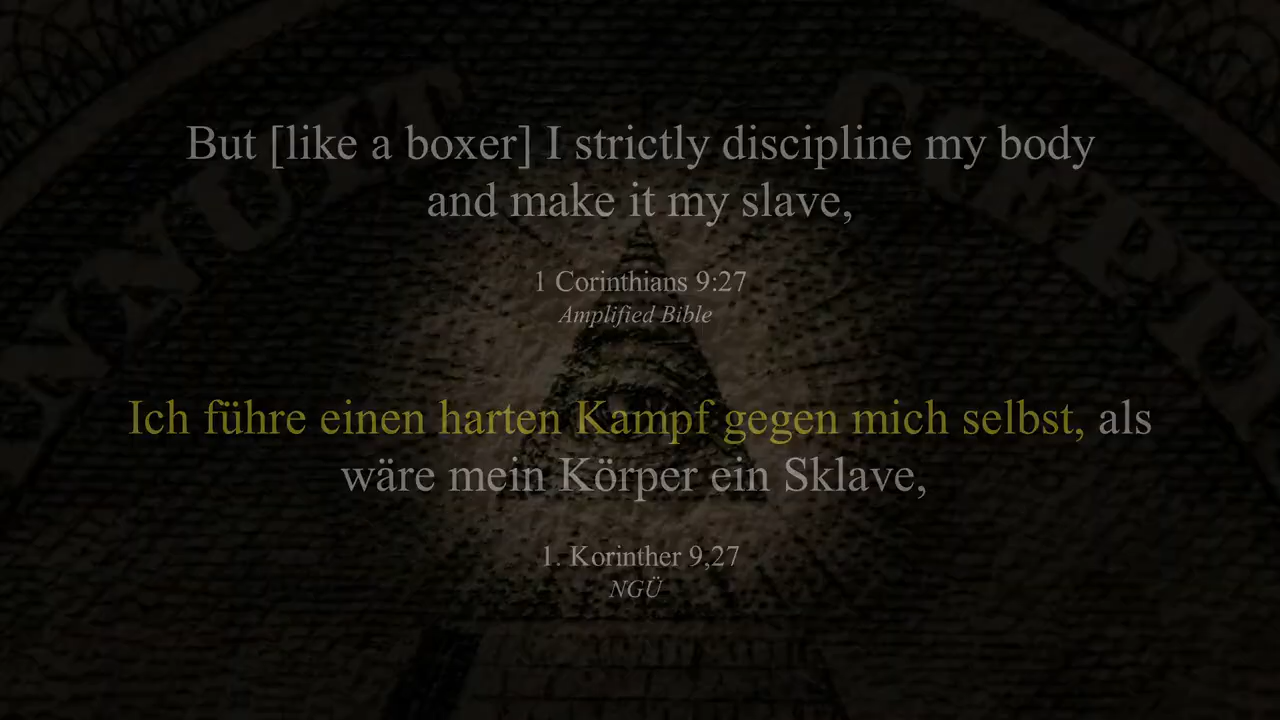 But [like a boxer] I strictly discipline my body
and make it my slave,
1 Corinthians 9:27
Amplified Bible
Ich führe einen harten Kampf gegen mich selbst, als
wäre mein Körper ein Sklave,
1. Korinther 9,27
NGÜ